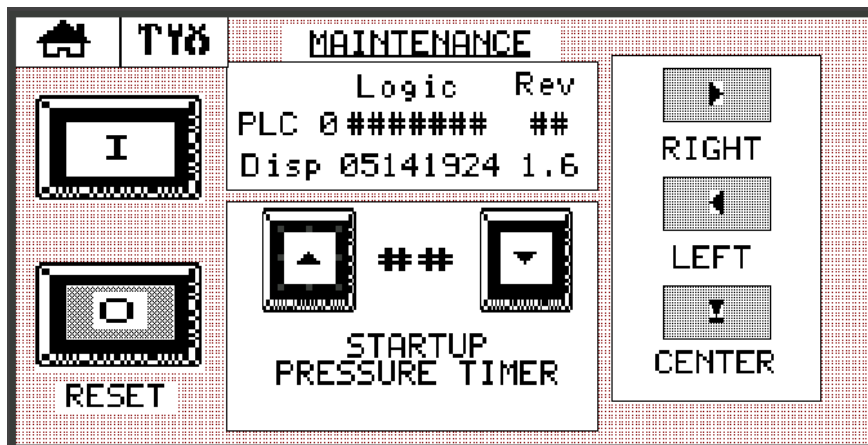 MAINTENANCE
Logic Rev
PLC 0####### ##
Disp 05141924 1.6
I
##
STARTUP
PRESSURE TIMER
O
RESET
RIGHT
LEFT
CENTER